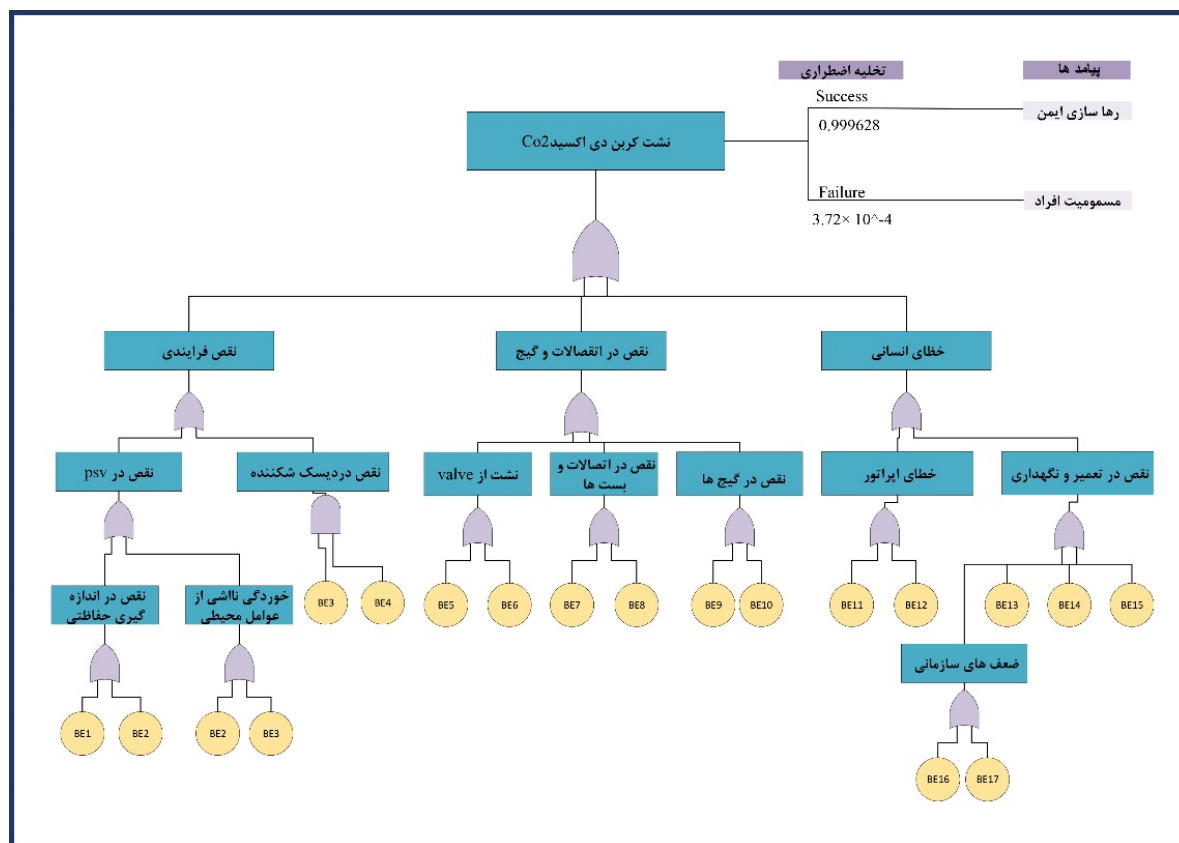 پیامد ها
تخلیه اضطراری
Success
رها سازی ایمن
0,999628
نشت کربن دی اکسیدCo2
Failure
مسمومیت افراد
3,72× 10^-4
نقص فرایندی
نقص در اتقصالات و گیج
خطای انسانی
نقص در psv
نقص دردیسک شکننده
نشت از valve
نقص در اتصالات و
بست ها
نقص در گیج ها
خطای اپراتور
نقص در تعمیر و نگهداری
نقص در اندازه
گیری حفاظتی
خوردگی نااشی از
عوامل محیطی
BE3
BE4
BE5
BE6
BE7
BE8
BE9
BE10
BE11
BE12
BE13
BE14
BE15
ضعف های سازمانی
BE1
BE2
BE2
BE3
BE16
BE17